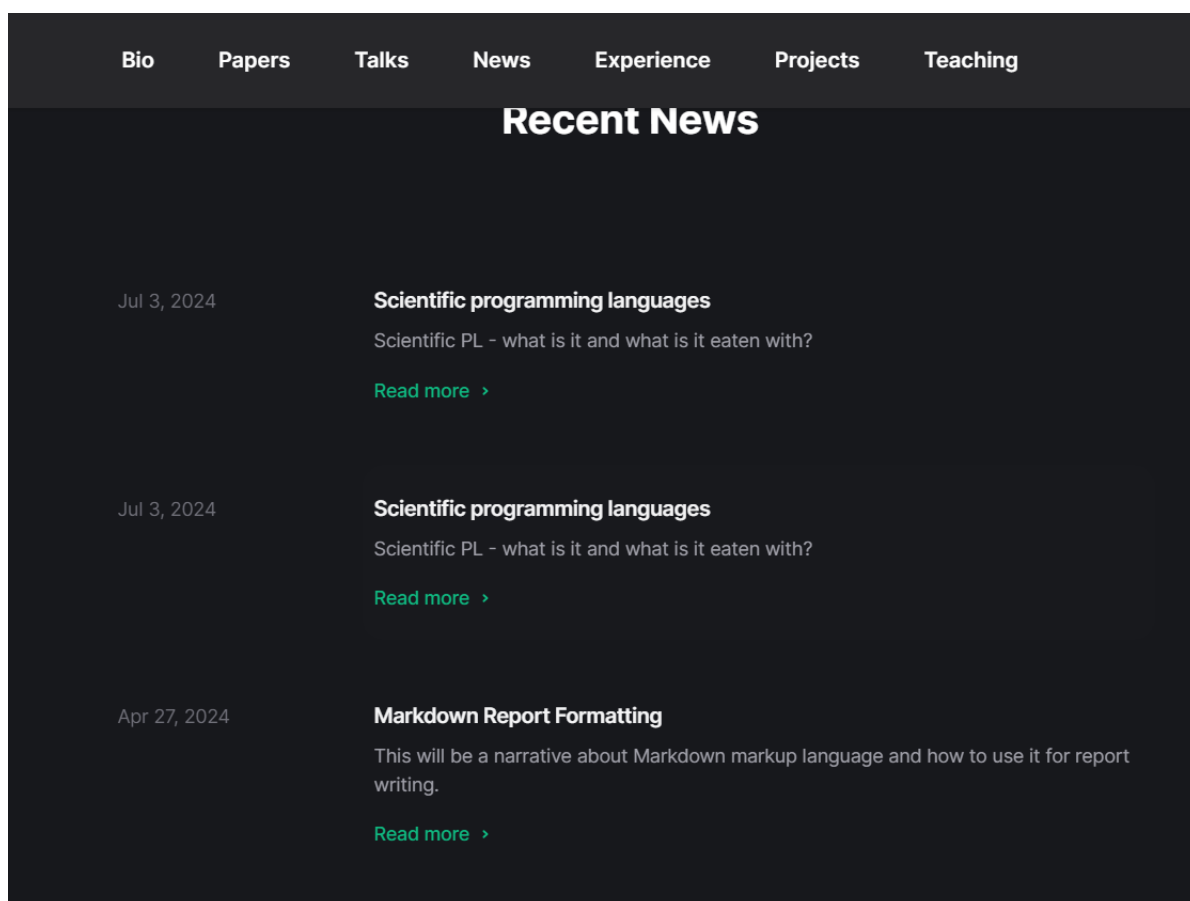 Bio Papers Talks News Experience Projects Teaching
Recent News
Jul 3, 2024
Scientific programming languages
Scientific PL - what is it and what is it eaten with?
Read more ›
Jul 3, 2024
Scientific programming languages
Scientific PL - what is it and what is it eaten with?
Read more ›
Apr 27, 2024
Markdown Report Formatting
This will be a narrative about Markdown markup language and how to use it for report
writing.
Read more ›